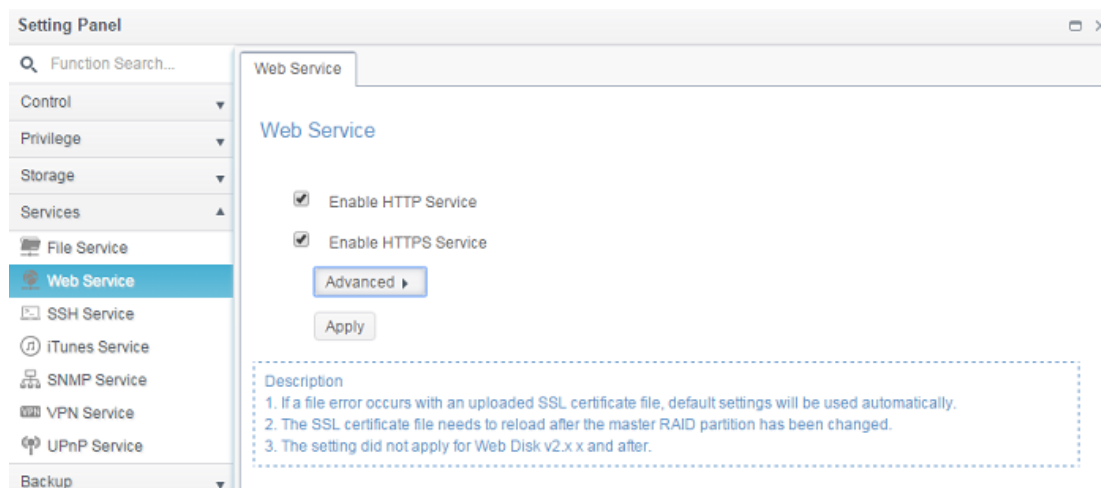 Setting Panel
Function Search...
Control
Privilege
Storage
Services
File Service
Web Service
SSH Service
iTunes Service
SNMP Service
VPN Service
UPnP Service
Backup
Web Service
Web Service
Enable HTTP Service
Enable HTTPS Service
Advanced
Apply
Description
1. If a file error occurs with an uploaded SSL certificate file, default settings will be used automatically.
2. The SSL certificate file needs to reload after the master RAID partition has been changed.
3. The setting did not apply for Web Disk v2.x x and after.